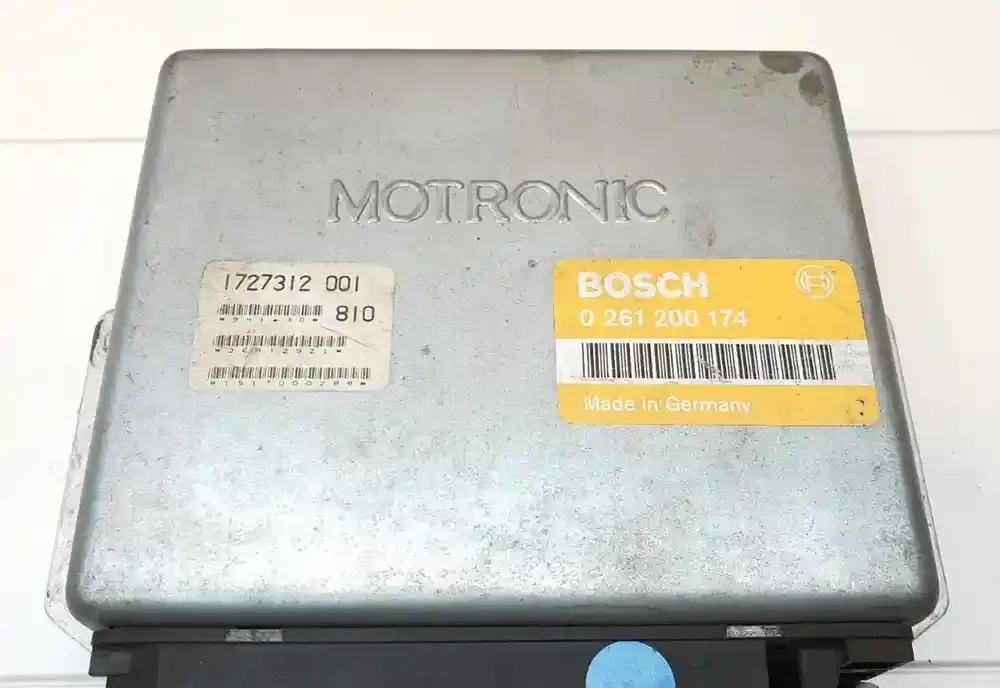 MOTRONIC
1727312 001
810
BOSCH
0 261 200 174
Made in Germany